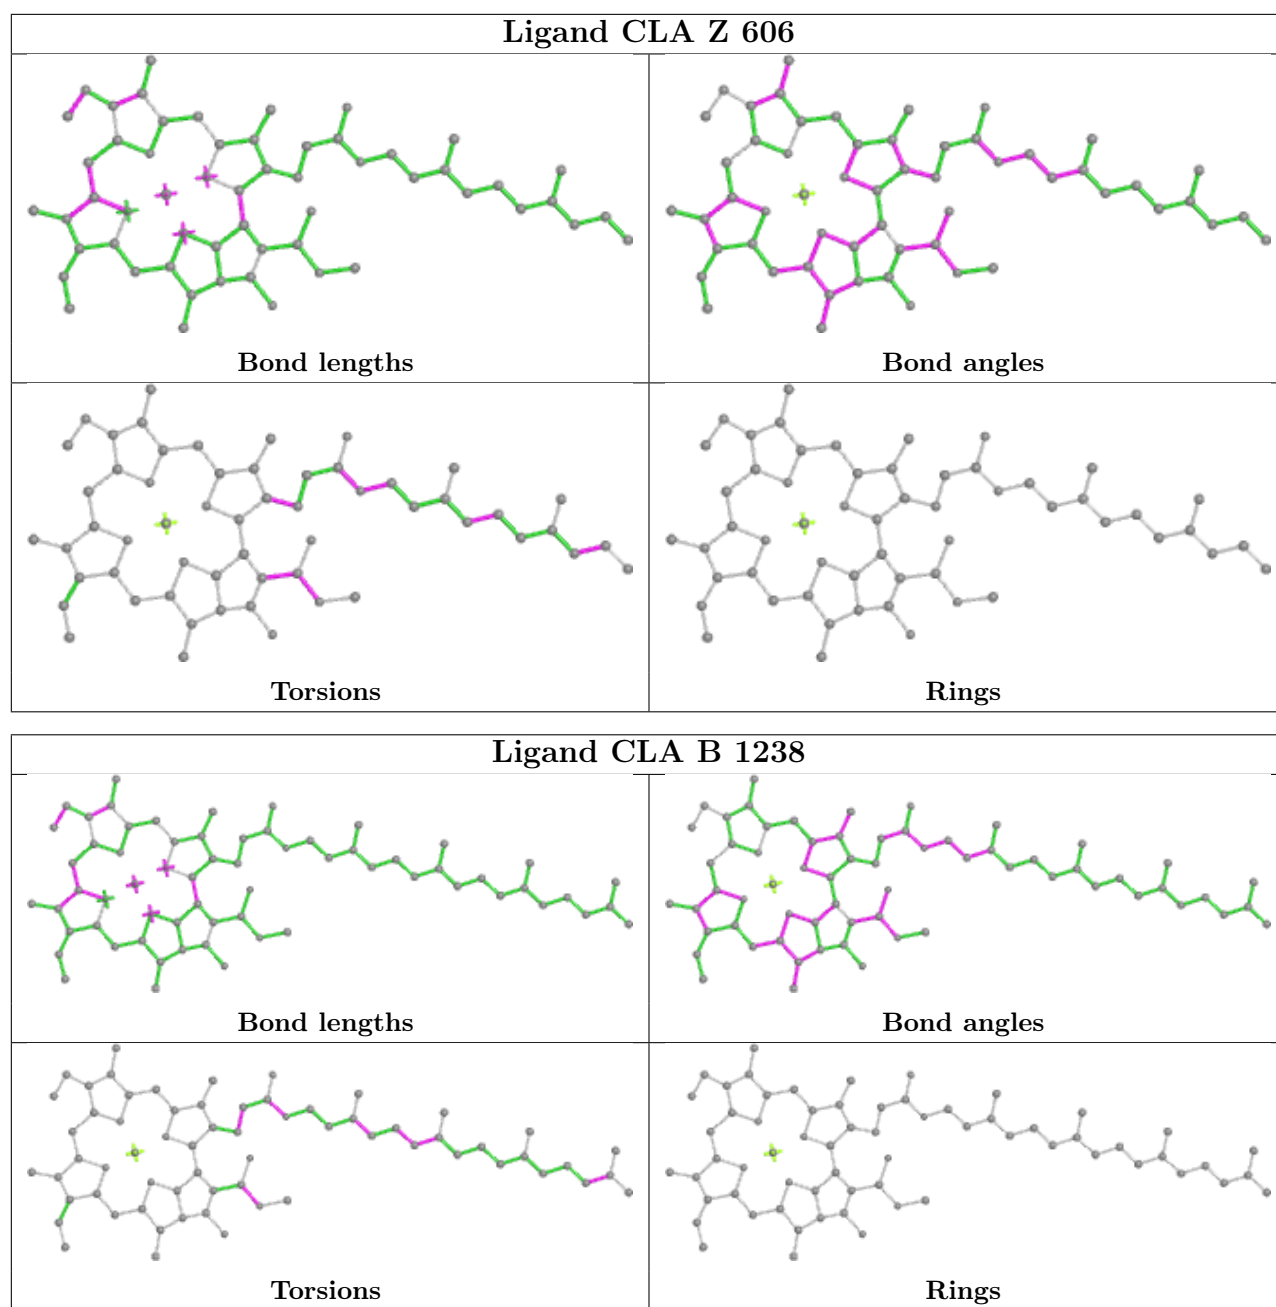 Ligand CLA Z 606
Bond lengths
Bond angles
Torsions
Rings
Ligand CLA B 1238
Bond lengths
Bond angles
Torsions
Rings